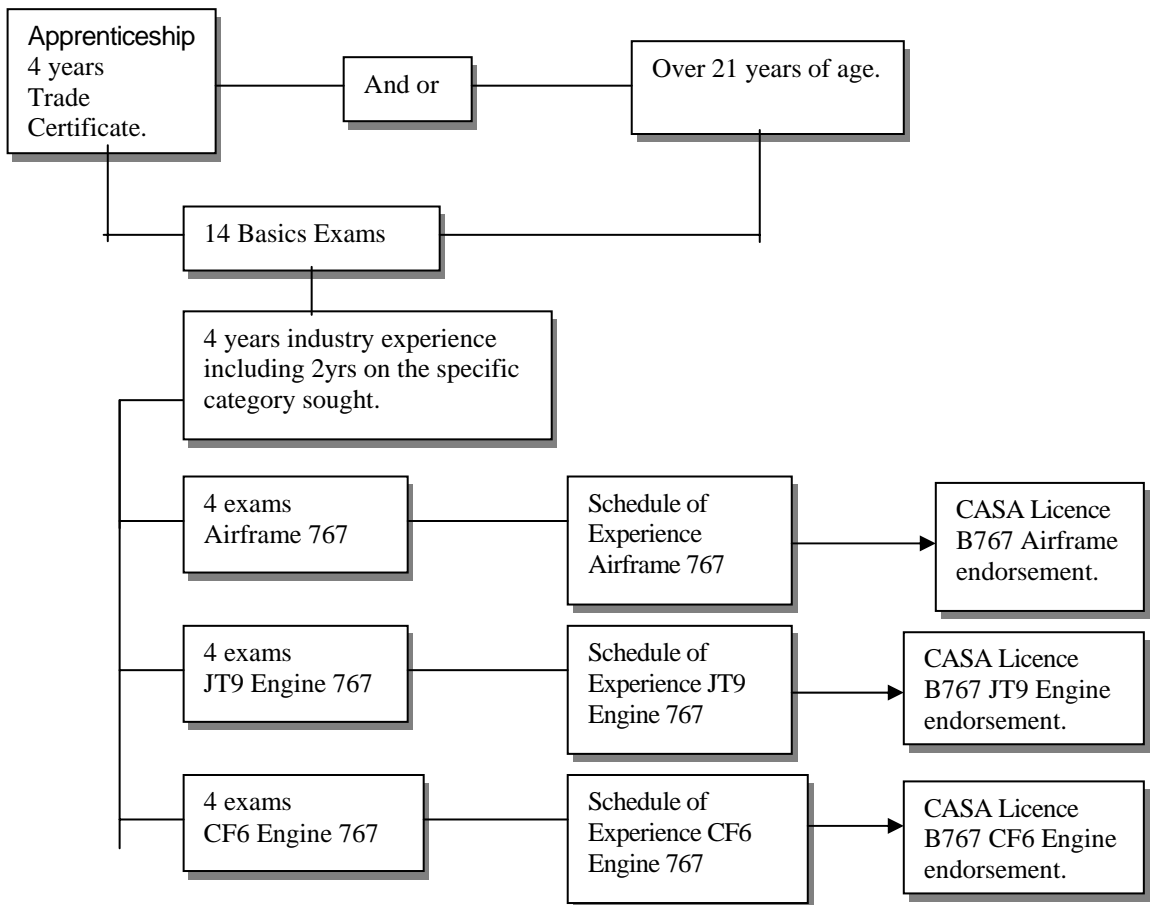 Apprenticeship
4 years
Trade
Certificate.
And or
Over 21 years of age.
14 Basics Exams
4 years industry experience
including 2yrs on the specific
category sought.
4 exams
Airframe 767
Schedule of
Experience
Airframe 767
CASA Licence
B767 Airframe
endorsement.
4 exams
JT9 Engine 767
Schedule of
Experience JT9
Engine 767
CASA Licence
B767 JT9 Engine
endorsement.
4 exams
CF6 Engine 767
Schedule of
Experience CF6
Engine 767
CASA Licence
B767 CF6 Engine
endorsement.